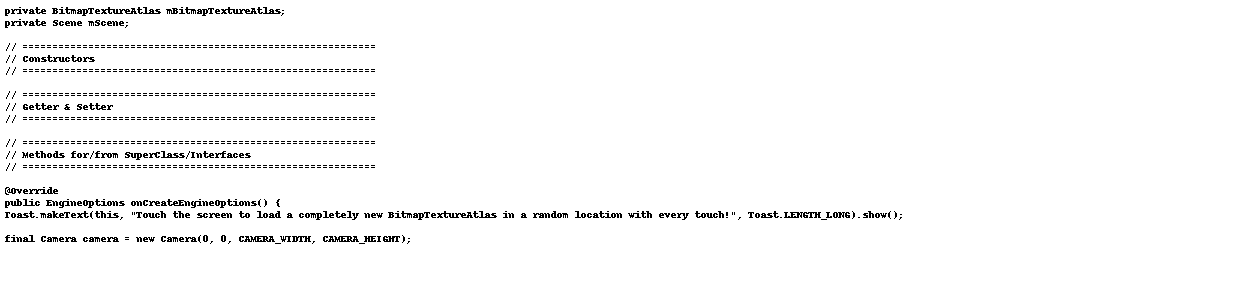 private BitmapTextureAtlas mBitmapTextureAtlas;
private Scene mScene;
// ===========================================================
// Constructors
// ===========================================================
// ===========================================================
// Getter & Setter
// ===========================================================
// ===========================================================
// Methods for/from SuperClass/Interfaces
// ===========================================================
@Override
public EngineOptions onCreateEngineOptions() {
Toast.makeText(this, "Touch the screen to load a completely new BitmapTextureAtlas in a random location with every touch!", Toast.LENGTH_LONG).show();
final Camera camera = new Camera(0, 0, CAMERA_WIDTH, CAMERA_HEIGHT);